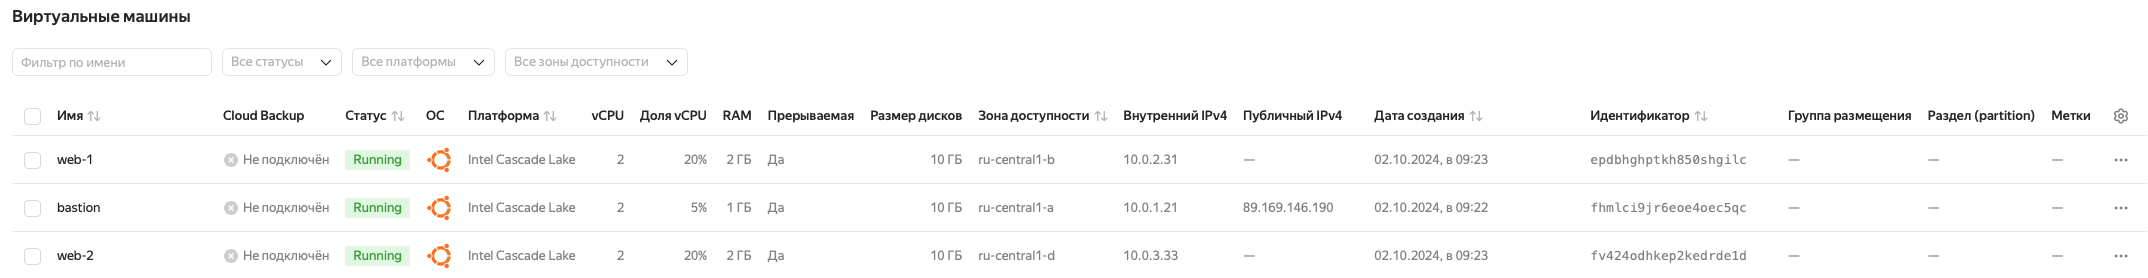 Виртуальные машины
Фильтр по имени Все статусы Все платформы Все зоны доступности
Имя Cloud Backup Статус ОС Платформа vCPU Доля vCPU RAM Прерываемая Размер дисков Зона доступности Внутренний IPv4 Публичный IPv4 Дата создания Идентификатор Группа размещения Раздел (partition) Метки
web-1 Не подключён Running Intel Cascade Lake 2 20% 2 ГБ Да 10 ГБ ru-central1-b 10.0.2.31 — 02.10.2024, в 09:23 epdbhghptkh850shgilc — — —
bastion Не подключён Running Intel Cascade Lake 2 5% 1 ГБ Да 10 ГБ ru-central1-a 10.0.1.21 89.169.146.190 02.10.2024, в 09:22 fhmlci9jr6eoe4oec5qc — — —
web-2 Не подключён Running Intel Cascade Lake 2 20% 2 ГБ Да 10 ГБ ru-central1-d 10.0.3.33 — 02.10.2024, в 09:23 fv424odhkep2kedrde1d — — —